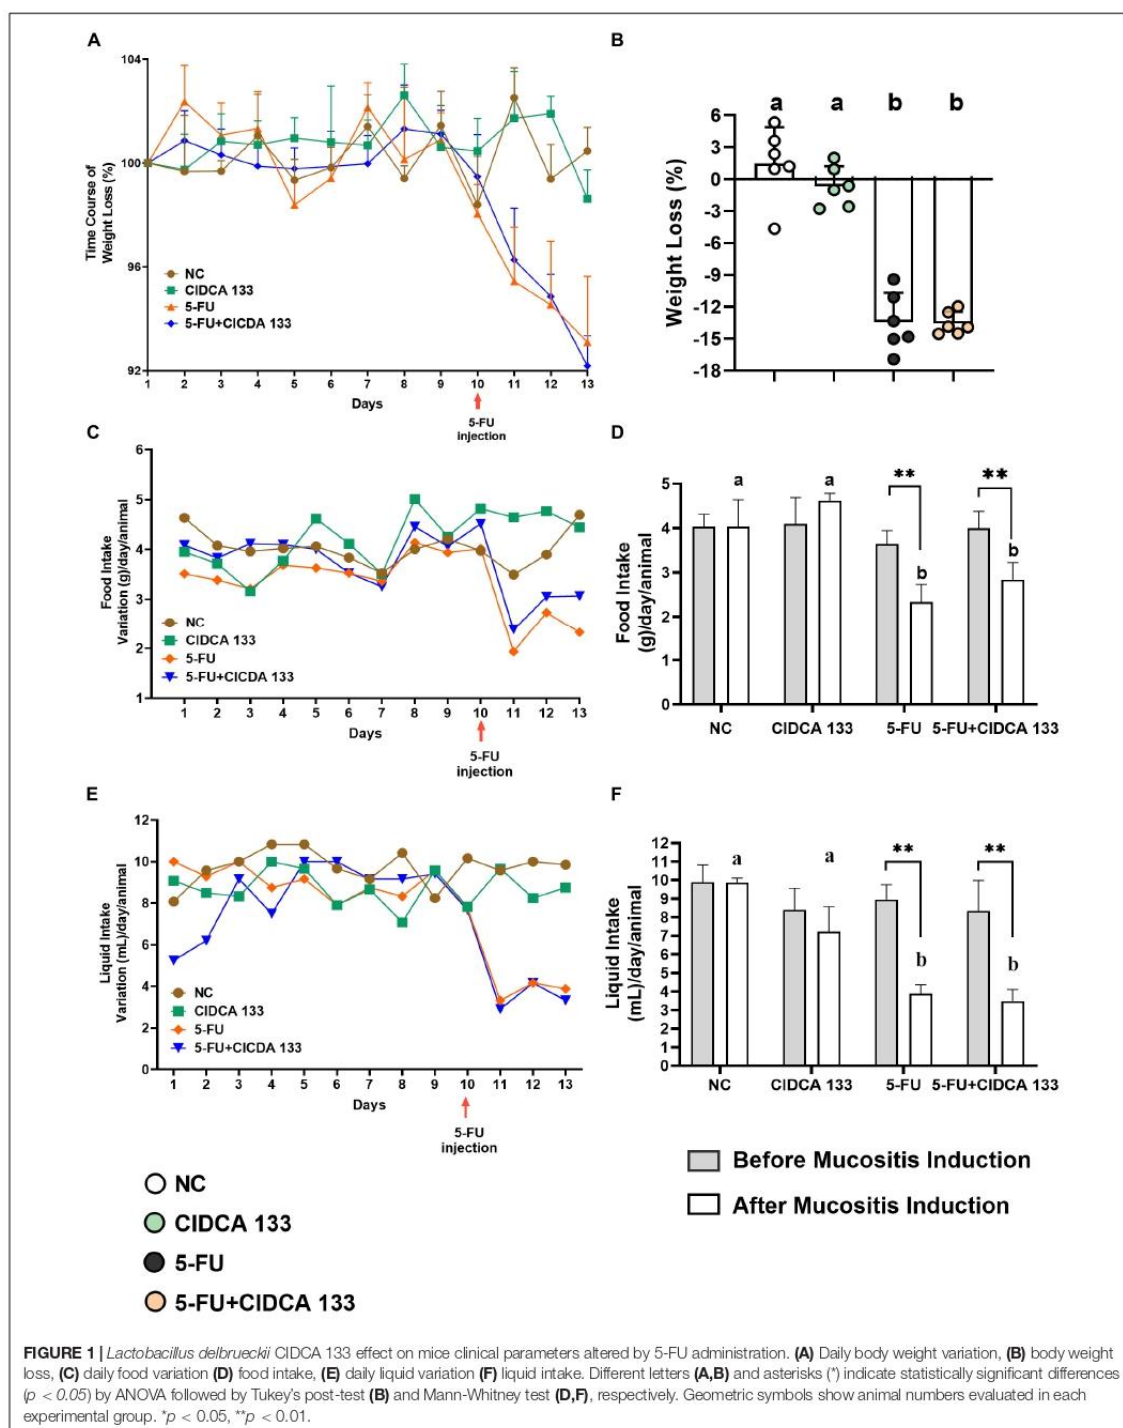 A
104
100
96
92
Time Course of
Weight Loss (%)
NC
CIDCA 133
5-FU
5-FU+CICDA 133
1 2 3 4 5 6 7 8 9 10 11 12 13
Days
5-FU
injection
B
a a b b
6
3
0
-3
-6
-9
-12
-15
-18
Weight Loss (%)
C
6
5
4
3
2
1
Food Intake
Variation (g)/day/animal
NC
CIDCA 133
5-FU
5-FU+CICDA 133
1 2 3 4 5 6 7 8 9 10 11 12 13
Days
5-FU
injection
D
5
4
3
2
1
0
Food Intake
(g)/day/animal
a a ** b ** b
NC CIDCA 133 5-FU 5-FU+CIDCA 133
E
12
10
8
6
4
2
0
Liquid Intake
Variation (mL)/day/animal
NC
CIDCA 133
5-FU
5-FU+CICDA 133
1 2 3 4 5 6 7 8 9 10 11 12 13
Days
5-FU
injection
F
12
11
10
9
8
7
6
5
4
3
2
1
0
Liquid Intake
(mL)/day/animal
a a ** b ** b
NC CIDCA 133 5-FU 5-FU+CIDCA 133
NC
CIDCA 133
5-FU
5-FU+CIDCA 133
Before Mucositis Induction
After Mucositis Induction
FIGURE 1 | Lactobacillus delbrueckii CIDCA 133 effect on mice clinical parameters altered by 5-FU administration. (A) Daily body weight variation, (B) body weight
loss, (C) daily food variation (D) food intake, (E) daily liquid variation (F) liquid intake. Different letters (A,B) and asterisks (*) indicate statistically significant differences
(p < 0.05) by ANOVA followed by Tukey's post-test (B) and Mann-Whitney test (D,F), respectively. Geometric symbols show animal numbers evaluated in each
experimental group. *p < 0.05, **p < 0.01.